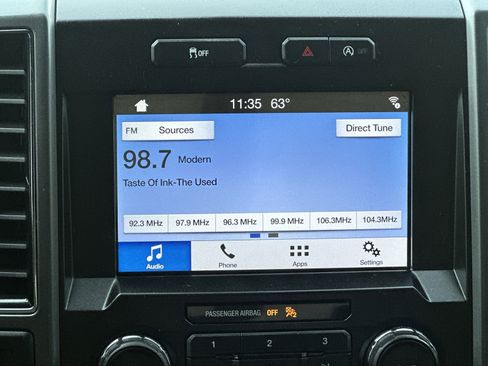 OFF
OFF
11:35 63°
FM Sources Direct Tune
98.7 Modern
Taste Of Ink-The Used
92.3 MHz 97.9 MHz 96.3 MHz 99.9 MHz 106.3MHz 104.3MHz
Audio Phone Apps Settings
PASSENGER AIRBAG OFF
1 2 3